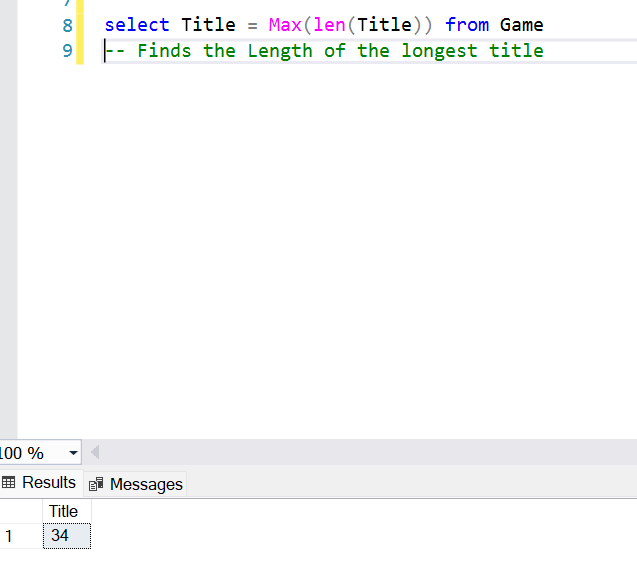 7
8 select Title = Max(len(Title)) from Game
9 -- Finds the Length of the longest title
100 %
Results Messages
Title
1 34